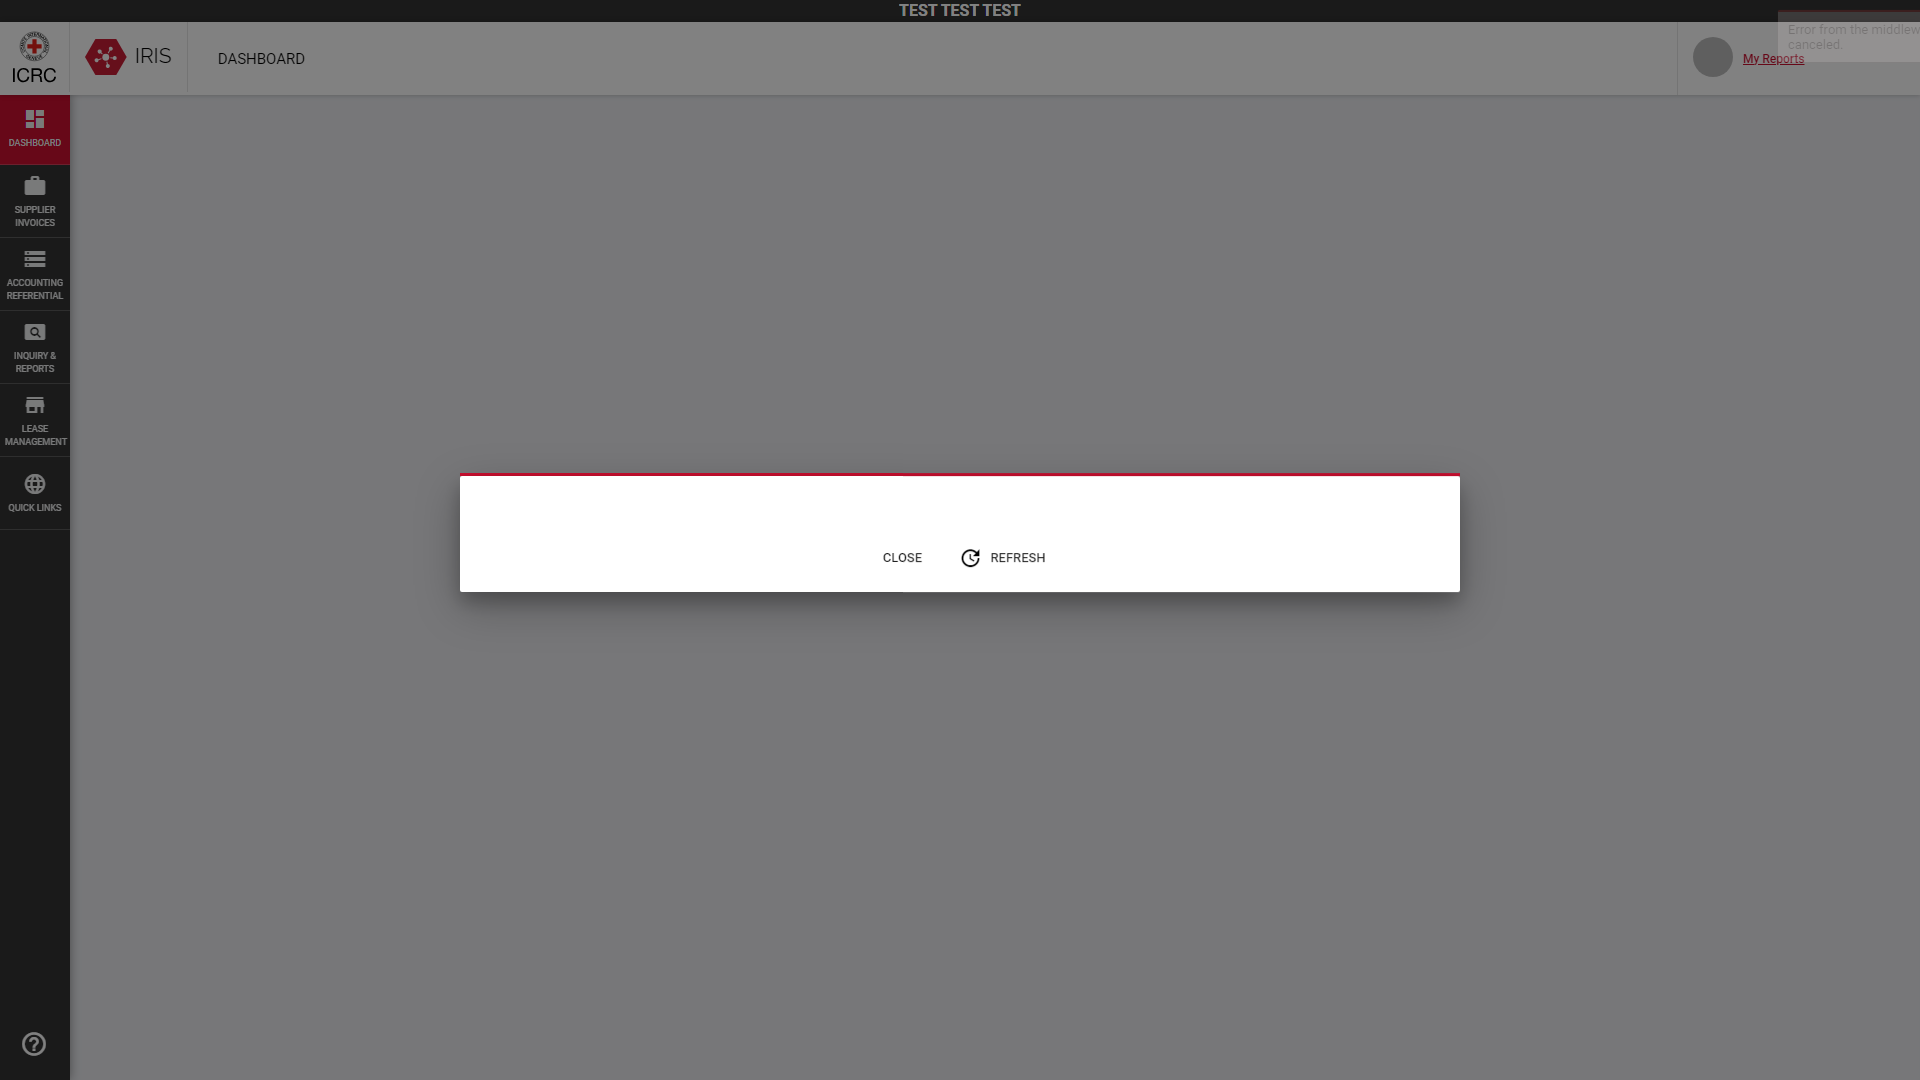 TEST TEST TEST
ICRC
IRIS
DASHBOARD
Error from the middlew
canceled.
My Reports
DASHBOARD
SUPPLIER
INVOICES
ACCOUNTING
REFERENTIAL
INQUIRY &
REPORTS
LEASE
MANAGEMENT
QUICK LINKS
CLOSE
REFRESH